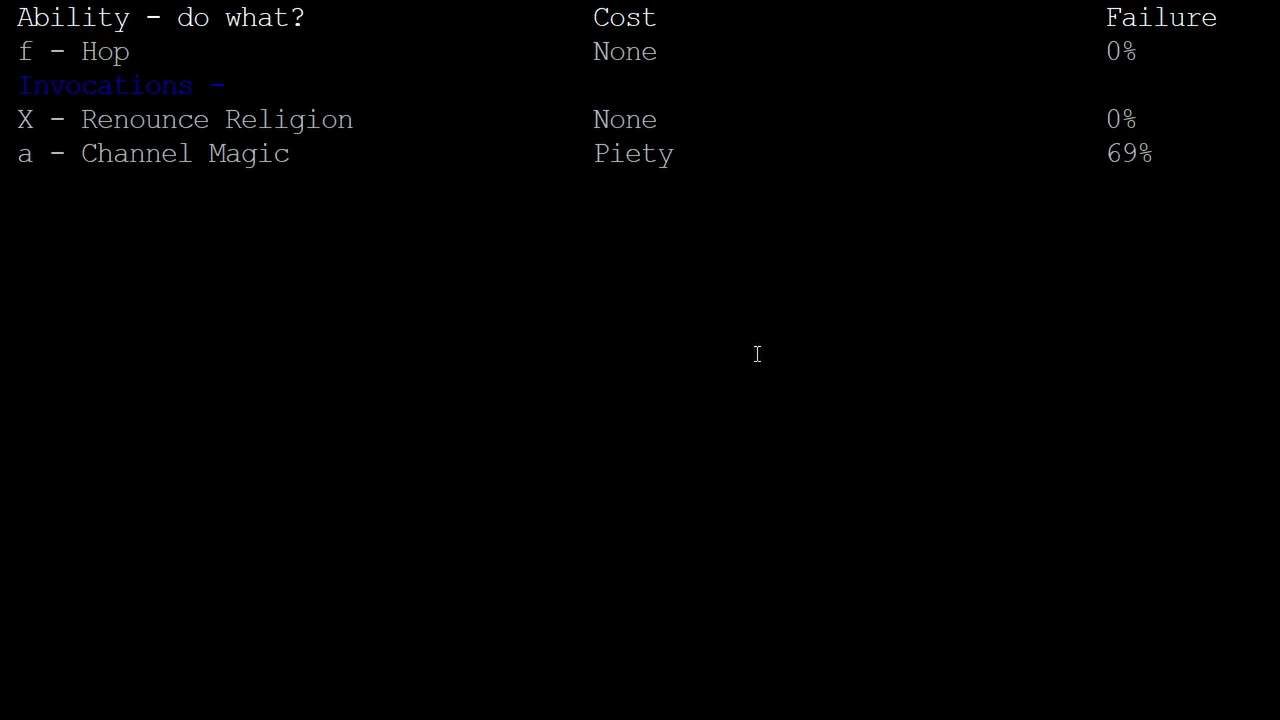 Ability - do what? Cost Failure
f - Hop None 0%
Invocations -
X - Renounce Religion None 0%
a - Channel Magic Piety 69%